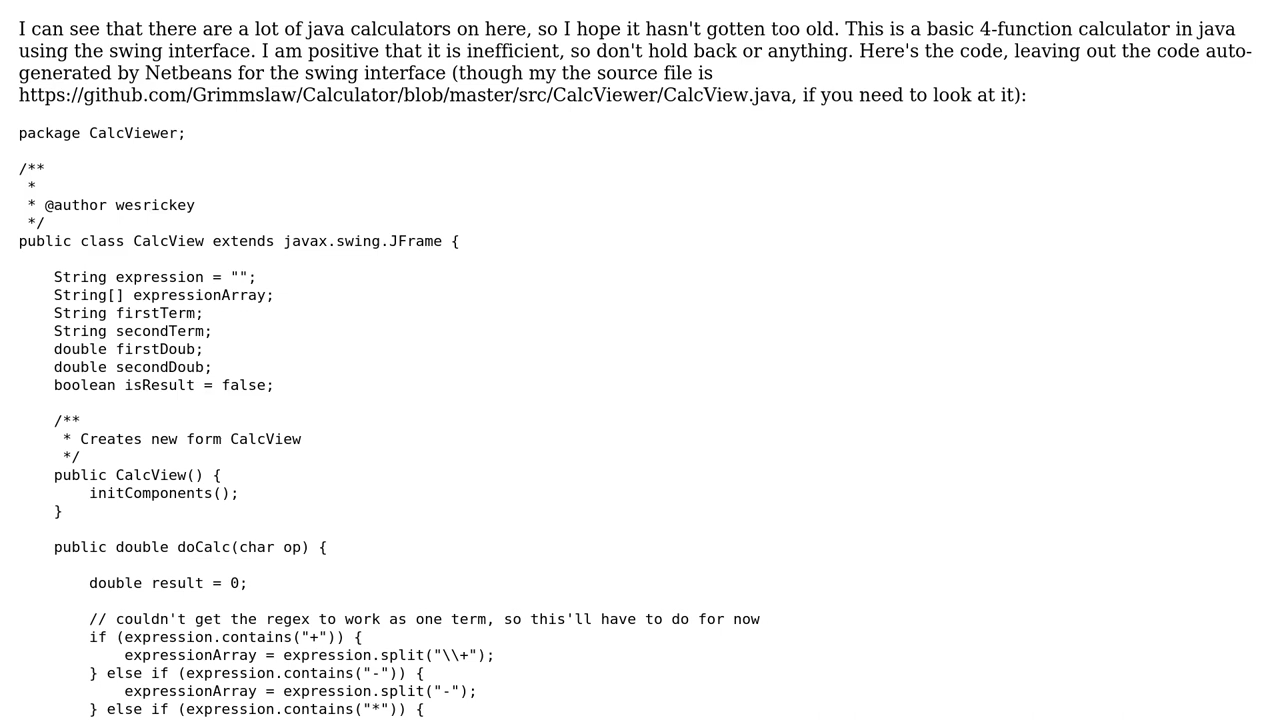 I can see that there are a lot of java calculators on here, so I hope it hasn't gotten too old. This is a basic 4-function calculator in java
using the swing interface. I am positive that it is inefficient, so don't hold back or anything. Here's the code, leaving out the code auto-
generated by Netbeans for the swing interface (though my the source file is
https://github.com/Grimmslaw/Calculator/blob/master/src/CalcViewer/CalcView.java, if you need to look at it):
package CalcViewer;
/**
 *
 * @author wesrickey
 */
public class CalcView extends javax.swing.JFrame {
    String expression = "";
    String[] expressionArray;
    String firstTerm;
    String secondTerm;
    double firstDoub;
    double secondDoub;
    boolean isResult = false;
    /**
     * Creates new form CalcView
     */
    public CalcView() {
        initComponents();
    }
    public double doCalc(char op) {
        double result = 0;
        // couldn't get the regex to work as one term, so this'll have to do for now
        if (expression.contains("+")) {
            expressionArray = expression.split("\\+");
        } else if (expression.contains("-")) {
            expressionArray = expression.split("-");
        } else if (expression.contains("*")) {